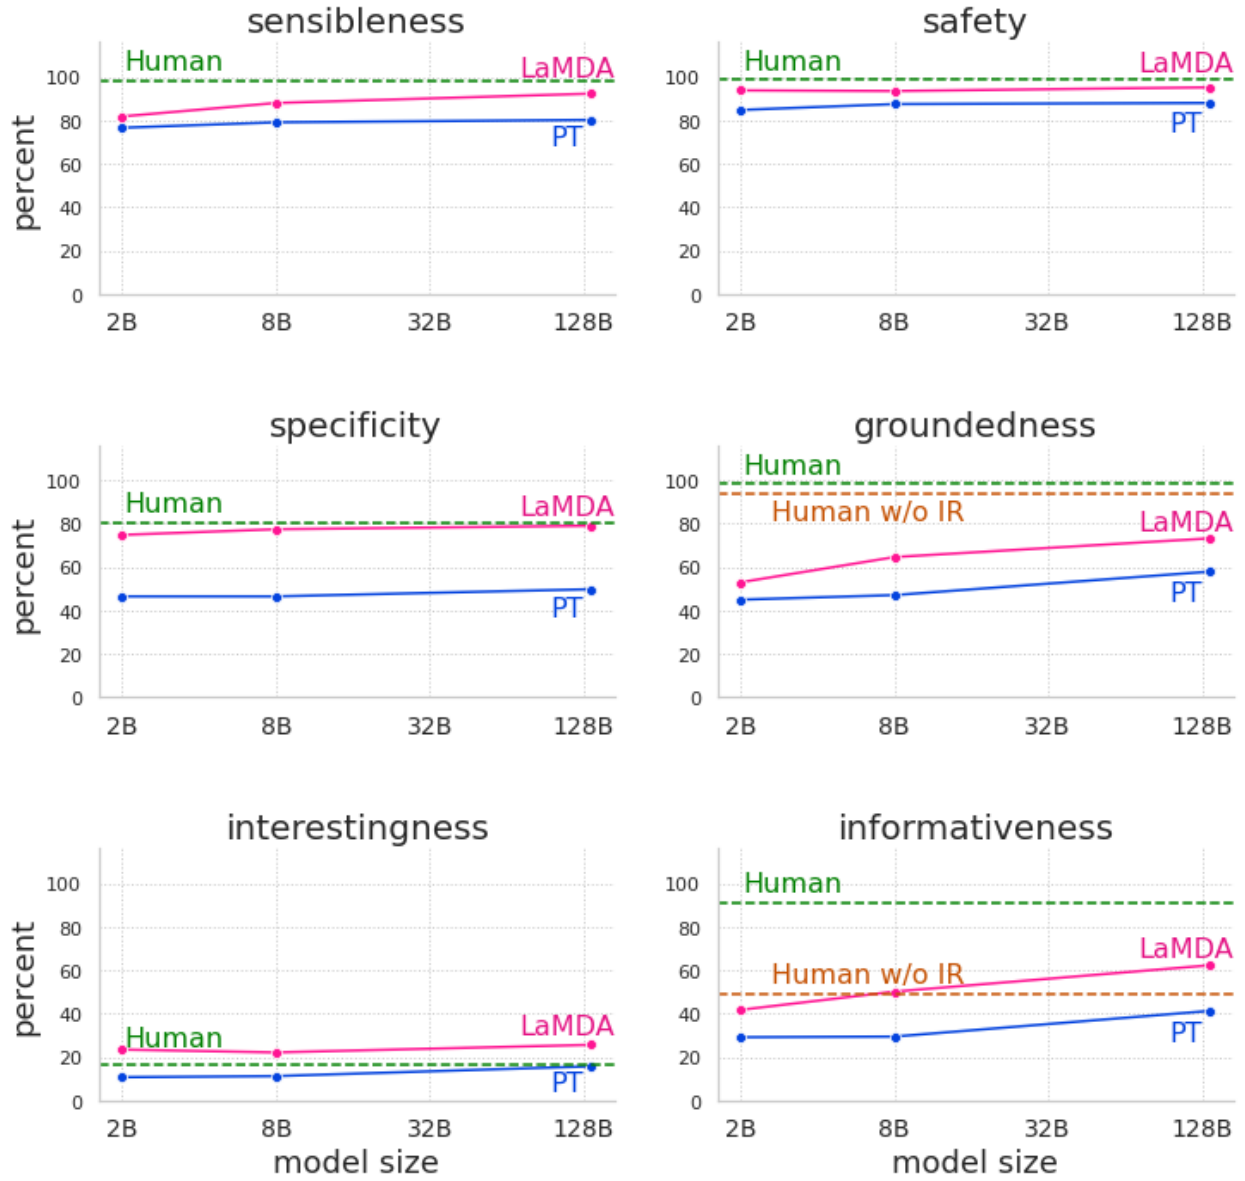 sensibleness
percent
100
80
60
40
20
0
Human
LaMDA
PT
2B 8B 32B 128B
safety
100
80
60
40
20
0
Human
LaMDA
PT
2B 8B 32B 128B
specificity
percent
100
80
60
40
20
0
Human
LaMDA
PT
2B 8B 32B 128B
groundedness
100
80
60
40
20
0
Human
Human w/o IR
LaMDA
PT
2B 8B 32B 128B
interestingness
percent
100
80
60
40
20
0
Human
LaMDA
PT
2B 8B 32B 128B
model size
informativeness
100
80
60
40
20
0
Human
LaMDA
Human w/o IR
PT
2B 8B 32B 128B
model size